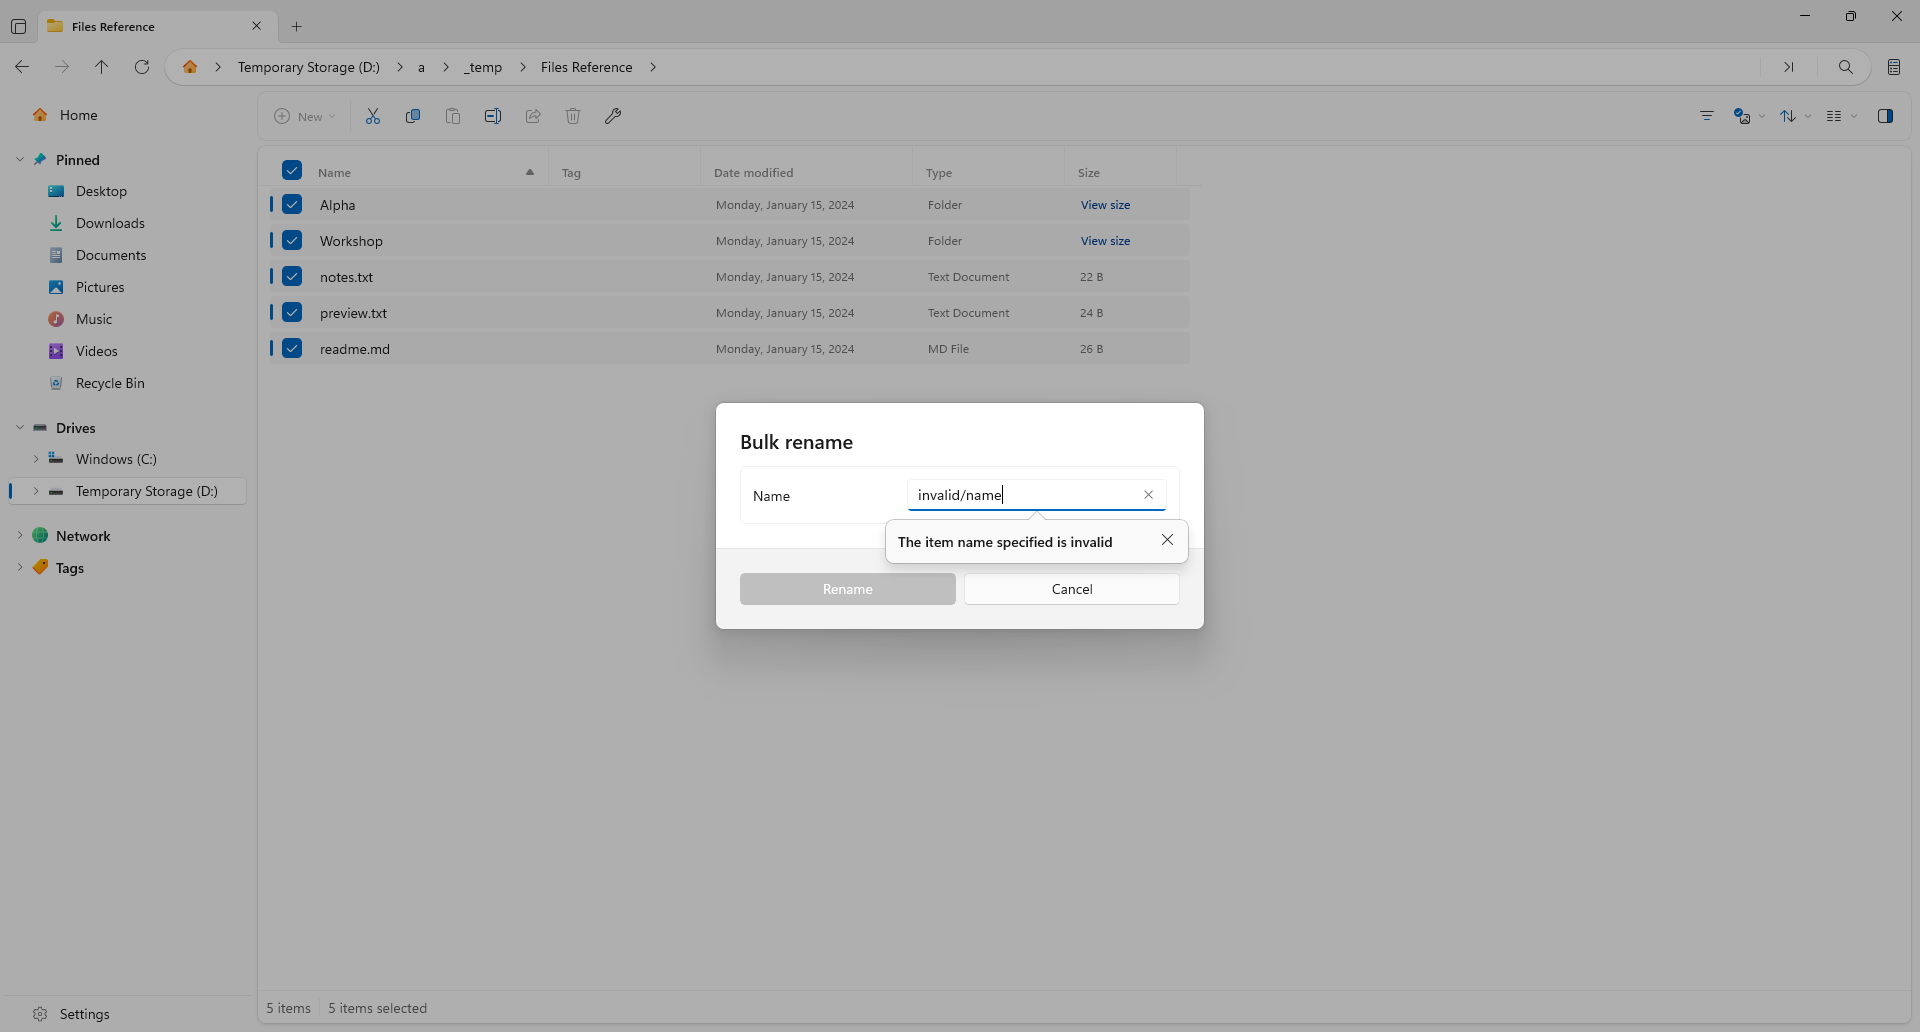 Files Reference
Temporary Storage (D:)
a
_temp
Files Reference
Home
Pinned
Desktop
Downloads
Documents
Pictures
Music
Videos
Recycle Bin
Drives
Windows (C:)
Temporary Storage (D:)
Network
Tags
Settings
New
Name Tag Date modified Type Size
Alpha Monday, January 15, 2024 Folder View size
Workshop Monday, January 15, 2024 Folder View size
notes.txt Monday, January 15, 2024 Text Document 22 B
preview.txt Monday, January 15, 2024 Text Document 24 B
readme.md Monday, January 15, 2024 MD File 26 B
Bulk rename
Name invalid/name
The item name specified is invalid
Rename Cancel
5 items 5 items selected